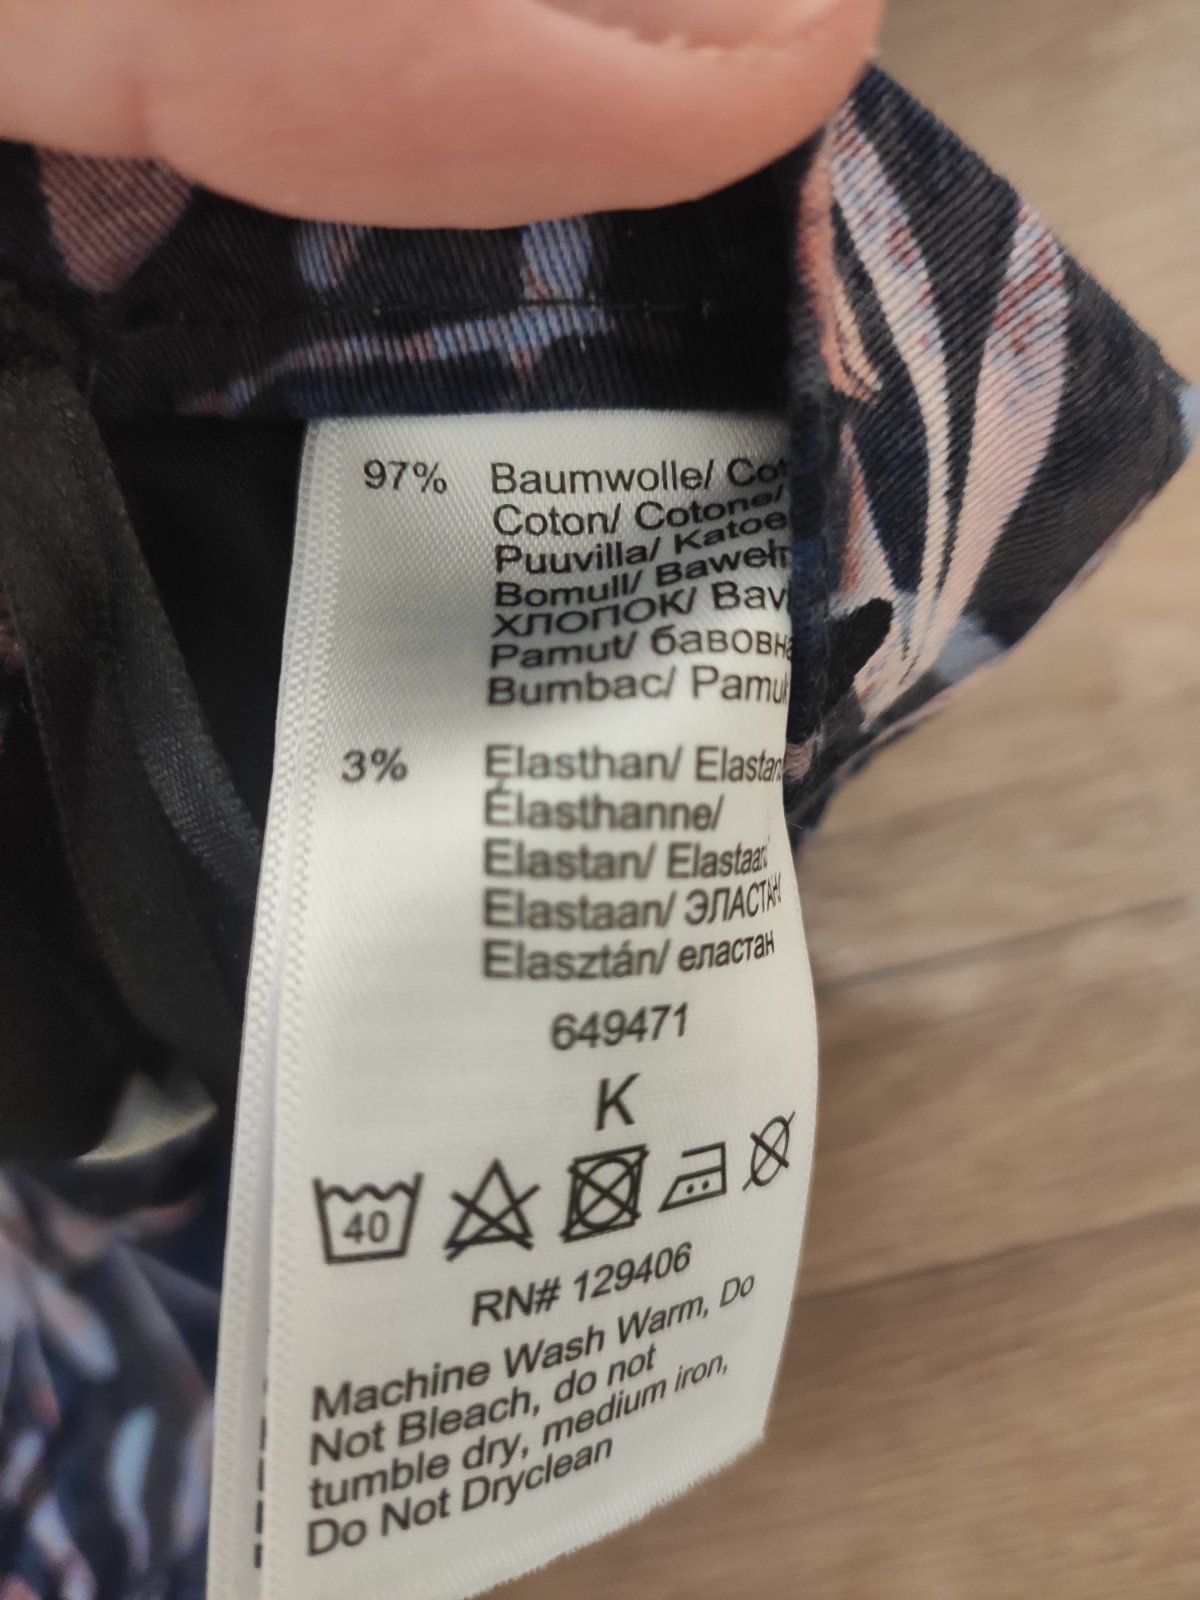 97% Baumwolle/
Coton/ Cotone/
Puuvilla/
Bomull/
ХЛОПОК/
Pamut/
Bumbac/
3% Elasthan/
Élasthanne/
Elastan/
Elastaan/
Elasztán/ еластан
649471
K
40
RN# 129406
Machine Wash Warm, Do
Not Bleach, do not
tumble dry, medium iron,
Do Not Dryclean